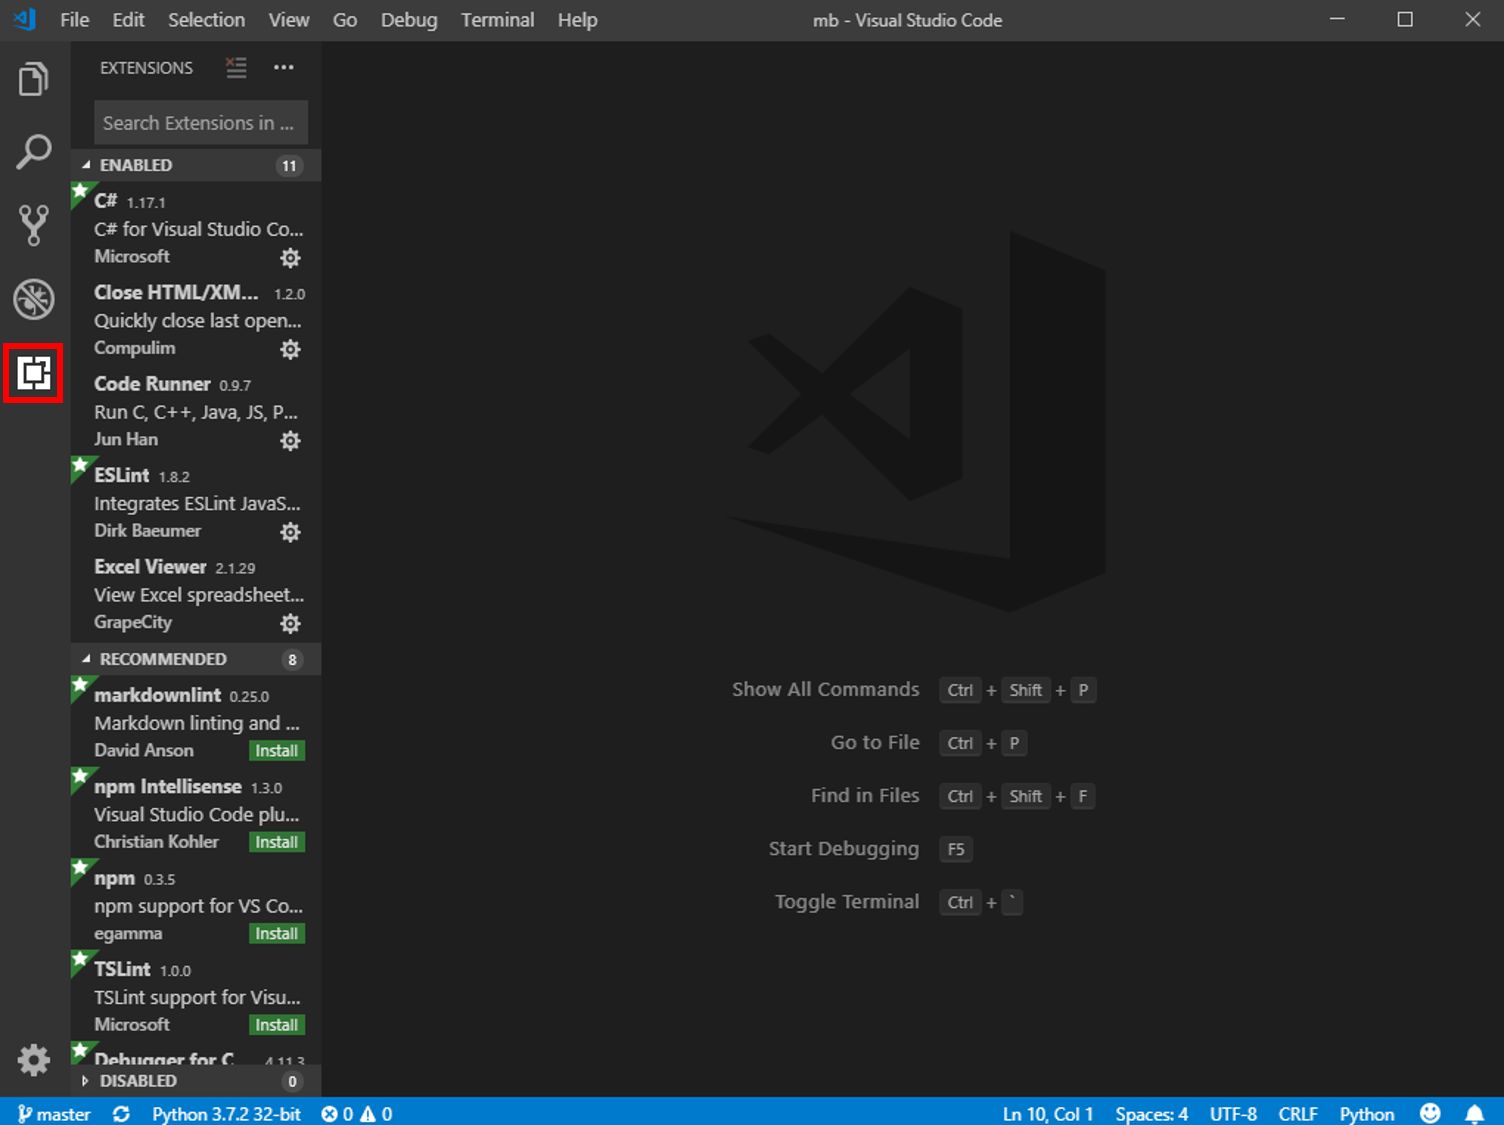 File Edit Selection View Go Debug Terminal Help mb - Visual Studio Code
EXTENSIONS
Search Extensions in ...
ENABLED 11
C# 1.17.1
C# for Visual Studio Co...
Microsoft
Close HTML/XM... 1.2.0
Quickly close last open...
Compulim
Code Runner 0.9.7
Run C, C++, Java, JS, P...
Jun Han
ESLint 1.8.2
Integrates ESLint JavaS...
Dirk Baeumer
Excel Viewer 2.1.29
View Excel spreadsheet...
GrapeCity
RECOMMENDED 8
markdownlint 0.25.0
Markdown linting and ...
David Anson Install
npm Intellisense 1.3.0
Visual Studio Code plu...
Christian Kohler Install
npm 0.3.5
npm support for VS Co...
egamma Install
TSLint 1.0.0
TSLint support for Visu...
Microsoft Install
Debugger for C 4.11.3
DISABLED 0
Show All Commands Ctrl + Shift + P
Go to File Ctrl + P
Find in Files Ctrl + Shift + F
Start Debugging F5
Toggle Terminal Ctrl + `
master Python 3.7.2 32-bit 0 0 Ln 10, Col 1 Spaces: 4 UTF-8 CRLF Python